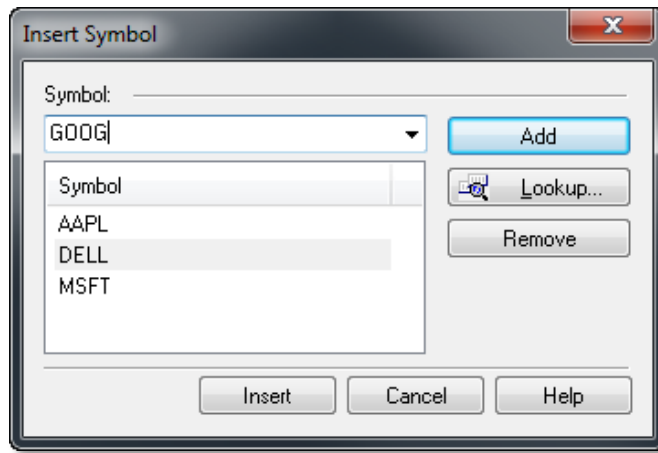 Insert Symbol
Symbol:
GOOG
Add
Symbol
Lookup...
AAPL
Remove
DELL
MSFT
Insert
Cancel
Help